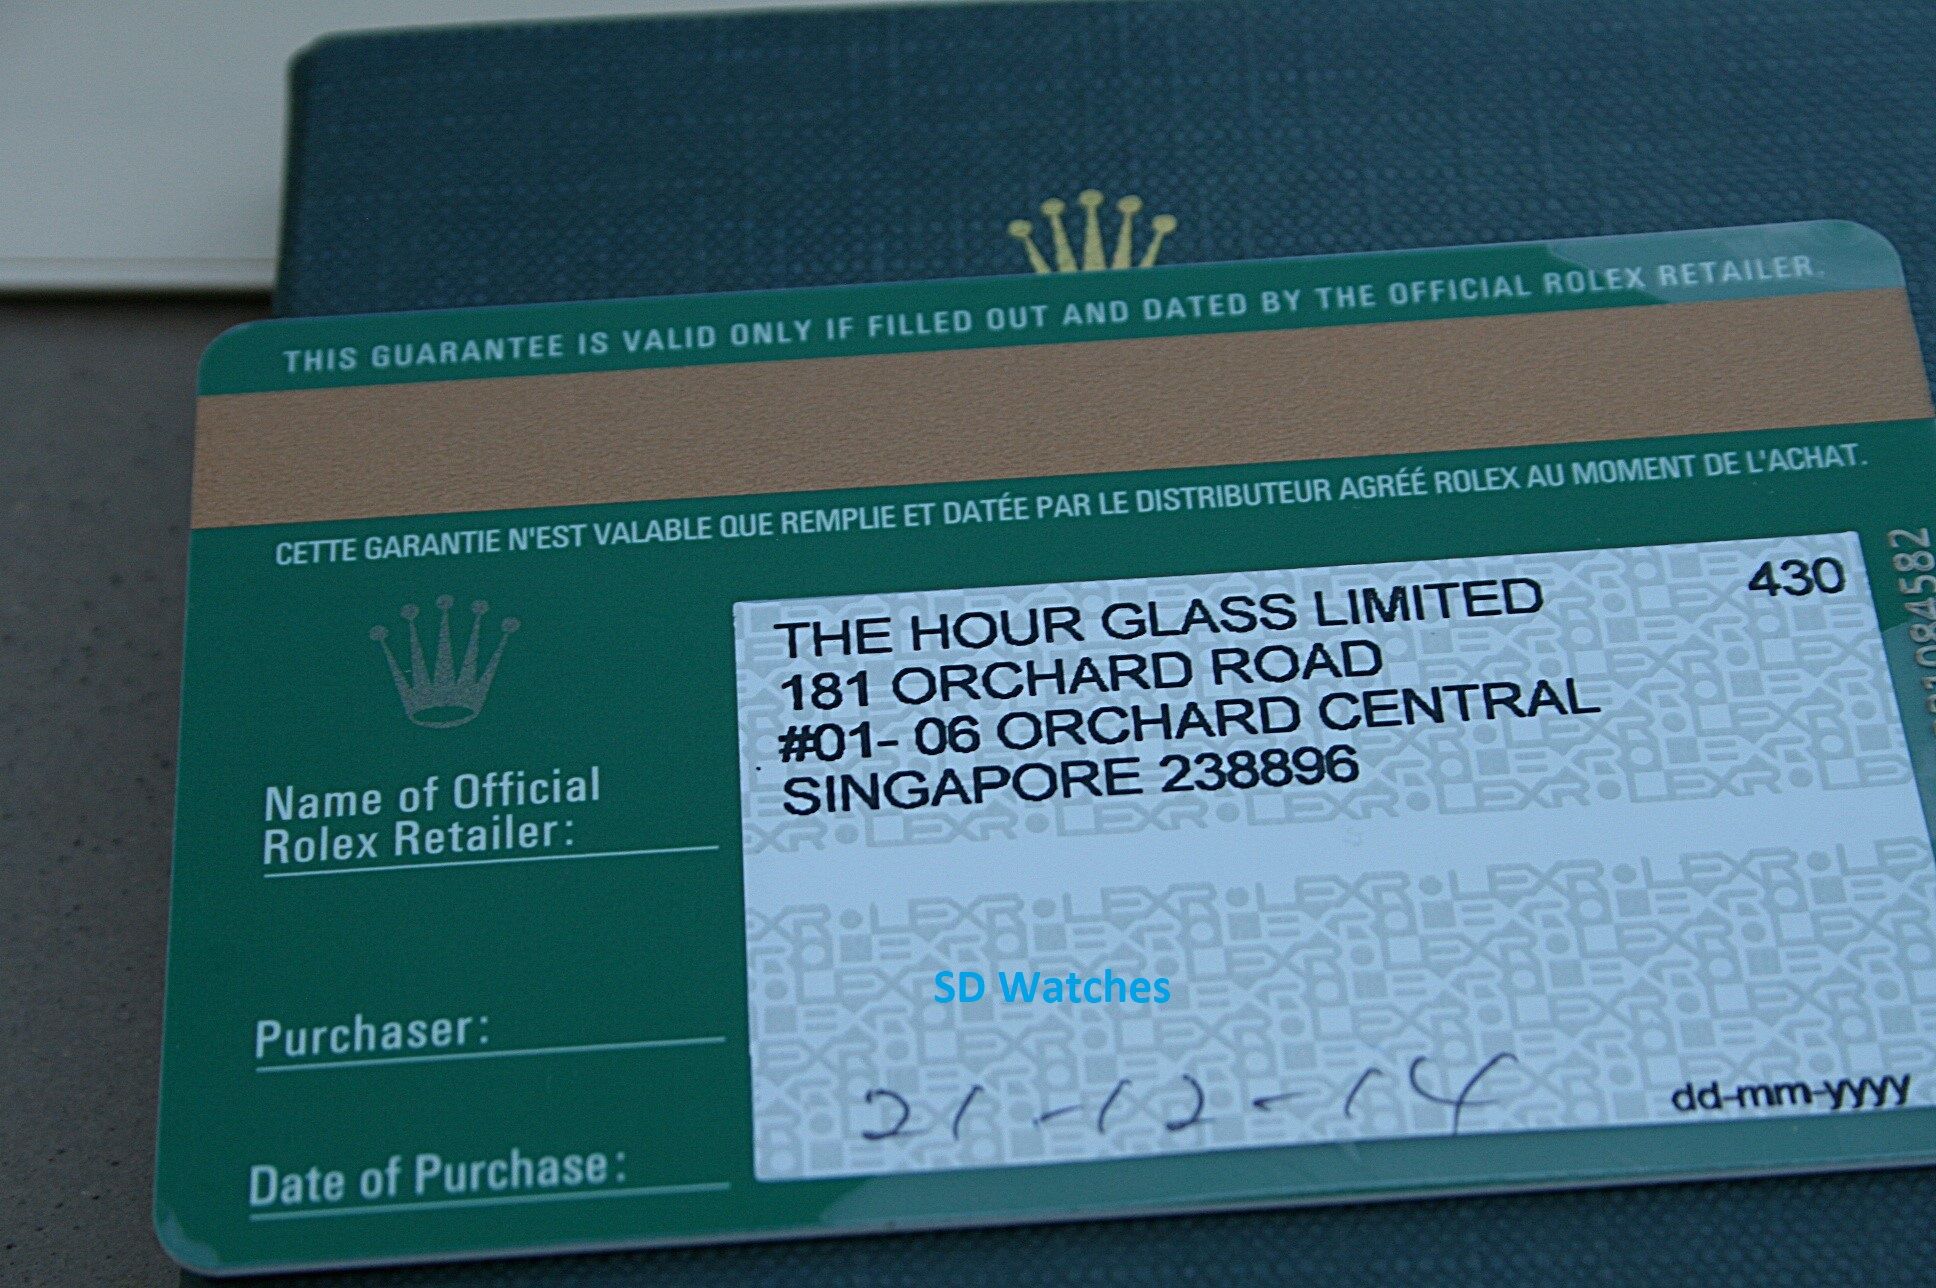 THIS GUARANTEE IS VALID ONLY IF FILLED OUT AND DATED BY THE OFFICIAL ROLEX RETAILER.
CETTE GARANTIE N'EST VALABLE QUE REMPLIE ET DATÉE PAR LE DISTRIBUTEUR AGRÉÉ ROLEX AU MOMENT DE L'ACHAT.
THE HOUR GLASS LIMITED 430
181 ORCHARD ROAD
#01- 06 ORCHARD CENTRAL
SINGAPORE 238896
Name of Official
Rolex Retailer:
SD Watches
Purchaser:
21-12-14 dd-mm-yyyy
Date of Purchase: